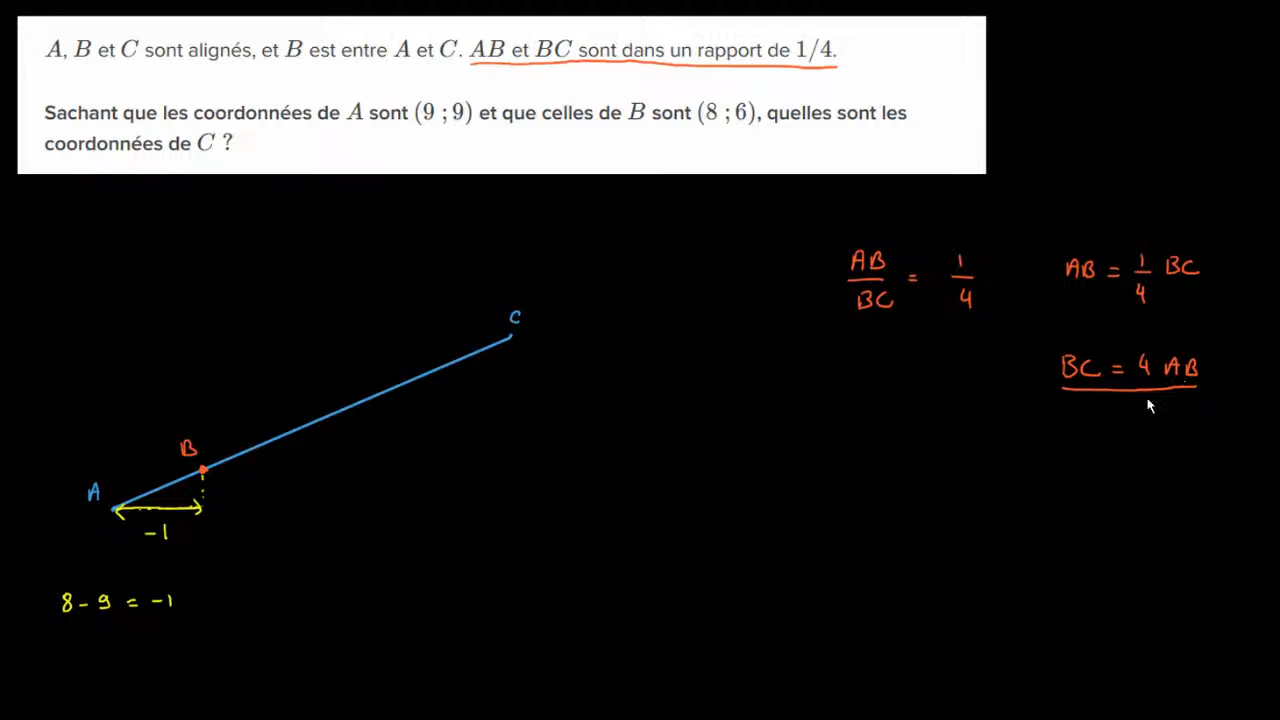 A, B et C sont alignés, et B est entre A et C. AB et BC sont dans un rapport de 1/4.
Sachant que les coordonnées de A sont (9 ; 9) et que celles de B sont (8 ; 6), quelles sont les
coordonnées de C ?
AB/BC = 1/4
AB = 1/4 BC
C
BC = 4 AB
B
A
-1
8 - 9 = -1